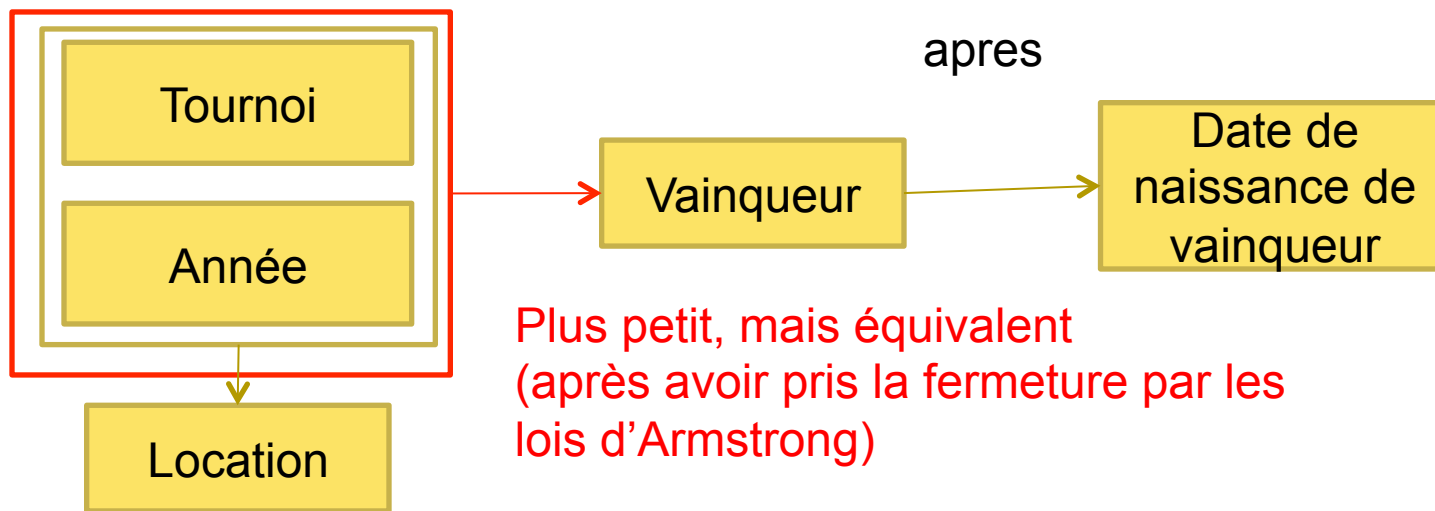 apres
Tournoi
Année
Vainqueur
Date de
naissance de
vainqueur
Plus petit, mais équivalent
(après avoir pris la fermeture par les
lois d’Armstrong)
Location